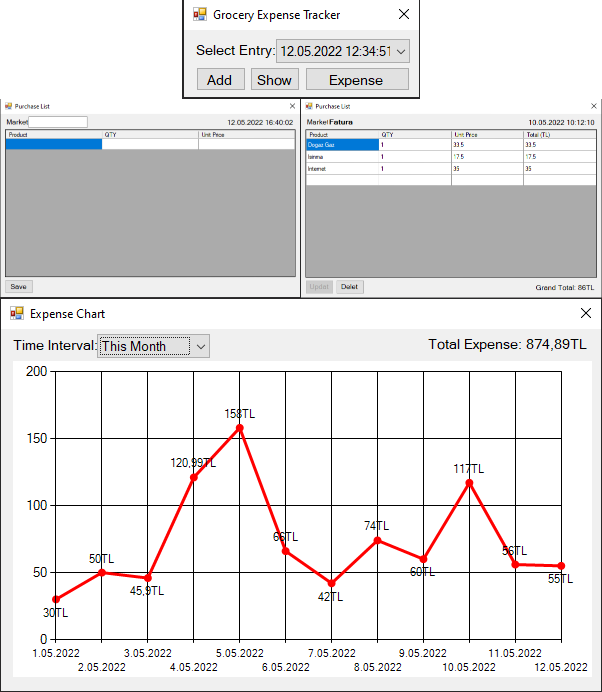 Grocery Expense Tracker
Select Entry: 12.05.2022 12:34:51
Add Show Expense
Purchase List
Market 12.05.2022 16:40:02
Product QTY Unit Price
Save
Purchase List
Market Fatura 10.05.2022 10:12:10
Product QTY Unit Price Total (TL)
Dogaz Gas 1 33.5 33.5
Isınma 1 17.5 17.5
Internet 1 35 35
Updat Delet Grand Total: 86TL
Expense Chart
Time Interval: This Month Total Expense: 874,89TL
200
158TL
150
120,99TL
117TL
100
74TL
66TL
50TL
56TL
50
60TL
55TL
45,9TL
42TL
30TL
0
1.05.2022 3.05.2022 5.05.2022 7.05.2022 9.05.2022 11.05.2022
2.05.2022 4.05.2022 6.05.2022 8.05.2022 10.05.2022 12.05.2022